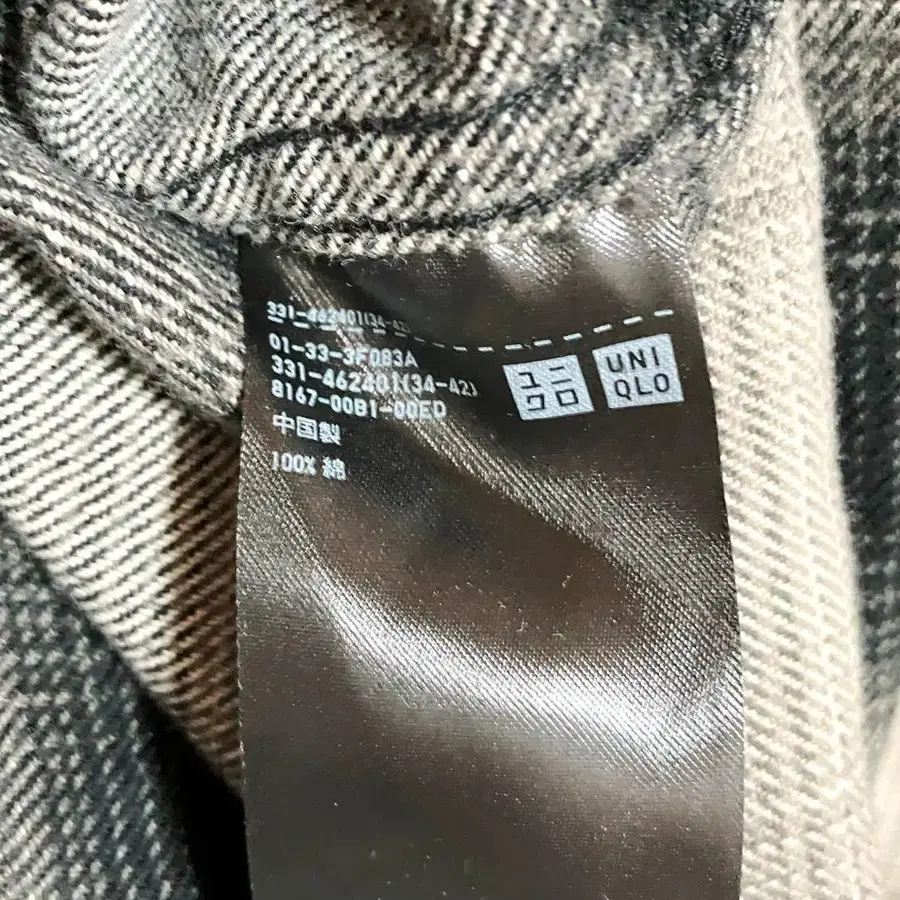 331-462401(34-42)
01-33-3F083A
331-462401(34-42)
8167-00B1-00ED
中国製
100% 綿
ユニ
クロ
UNI
QLO